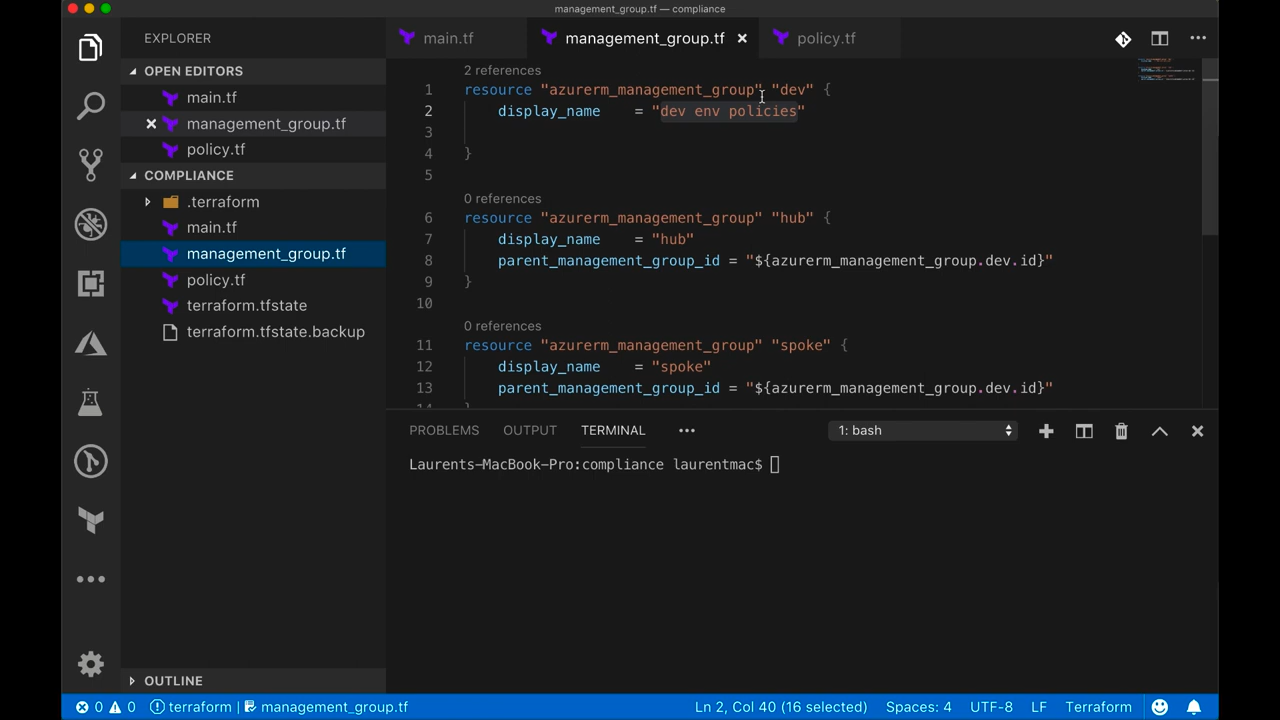 management_group.tf — compliance
EXPLORER
OPEN EDITORS
main.tf
management_group.tf
policy.tf
COMPLIANCE
.terraform
main.tf
management_group.tf
policy.tf
terraform.tfstate
terraform.tfstate.backup
OUTLINE
main.tf management_group.tf policy.tf
2 references
1 resource "azurerm_management_group" "dev" {
2 display_name = "dev env policies"
3
4 }
5
0 references
6 resource "azurerm_management_group" "hub" {
7 display_name = "hub"
8 parent_management_group_id = "${azurerm_management_group.dev.id}"
9 }
10
0 references
11 resource "azurerm_management_group" "spoke" {
12 display_name = "spoke"
13 parent_management_group_id = "${azurerm_management_group.dev.id}"
14 }
PROBLEMS OUTPUT TERMINAL 1: bash
Laurents-MacBook-Pro:compliance laurentmac$
0 0 terraform | management_group.tf Ln 2, Col 40 (16 selected) Spaces: 4 UTF-8 LF Terraform